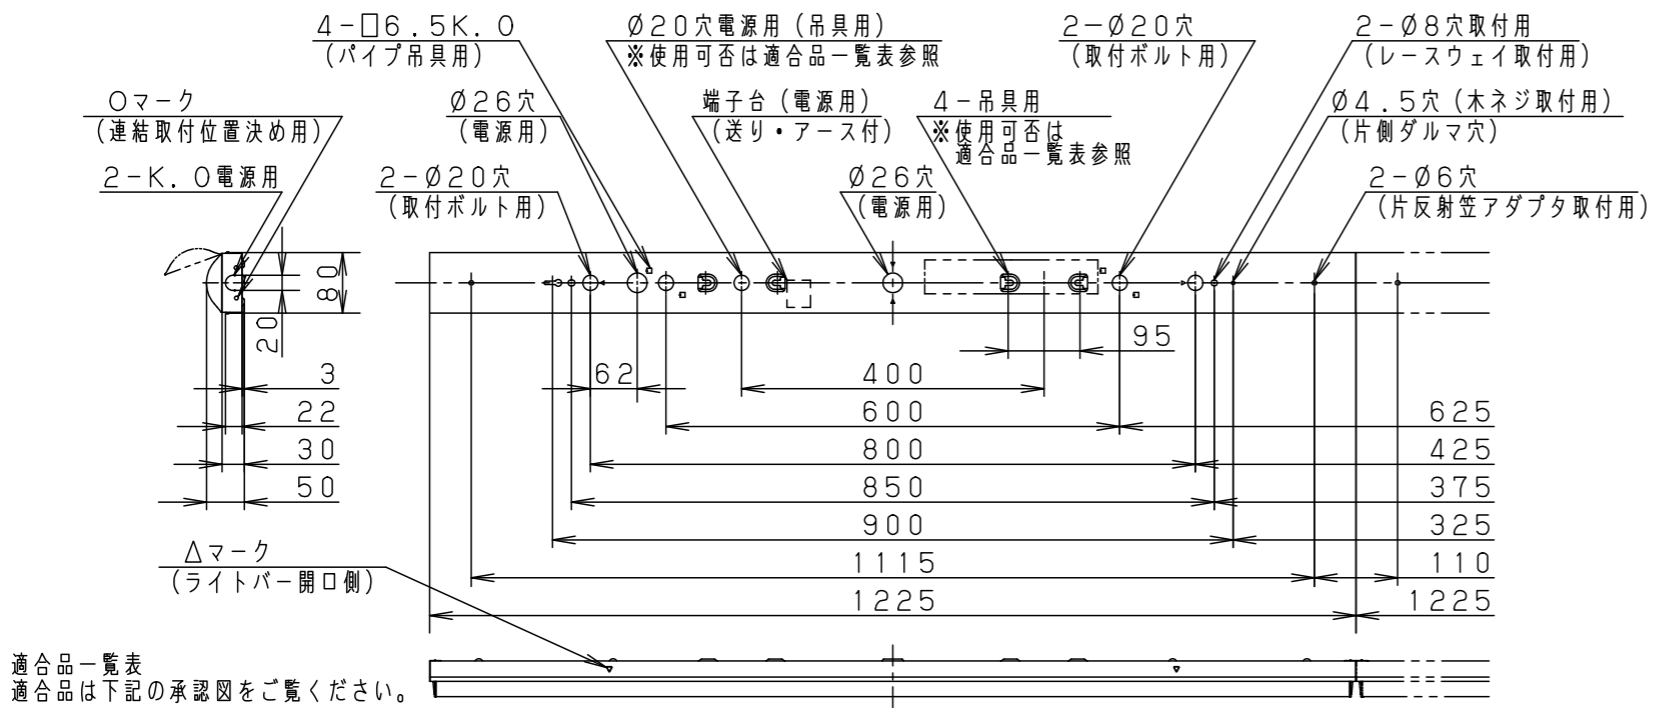 4-□6.5K.O
(パイプ吊具用)
Ø20穴電源用(吊具用)
※使用可否は適合品一覧表参照
2-Ø20穴
(取付ボルト用)
2-Ø8穴取付用
(レースウェイ取付用)
Oマーク
(連結取付位置決め用)
Ø26穴
(電源用)
端子台(電源用)
(送り・アース付)
4-吊具用
※使用可否は
適合品一覧表参照
Ø4.5穴(木ネジ取付用)
(片側ダルマ穴)
2-K.O電源用
2-Ø20穴
(取付ボルト用)
Ø26穴
(電源用)
2-Ø6穴
(片反射笠アダプタ取付用)
80
20
95
3
62
400
22
600
625
30
800
425
50
850
375
900
325
△マーク
(ライトバー開口側)
1115
110
1225
1225
適合品一覧表
適合品は下記の承認図をご覧ください。